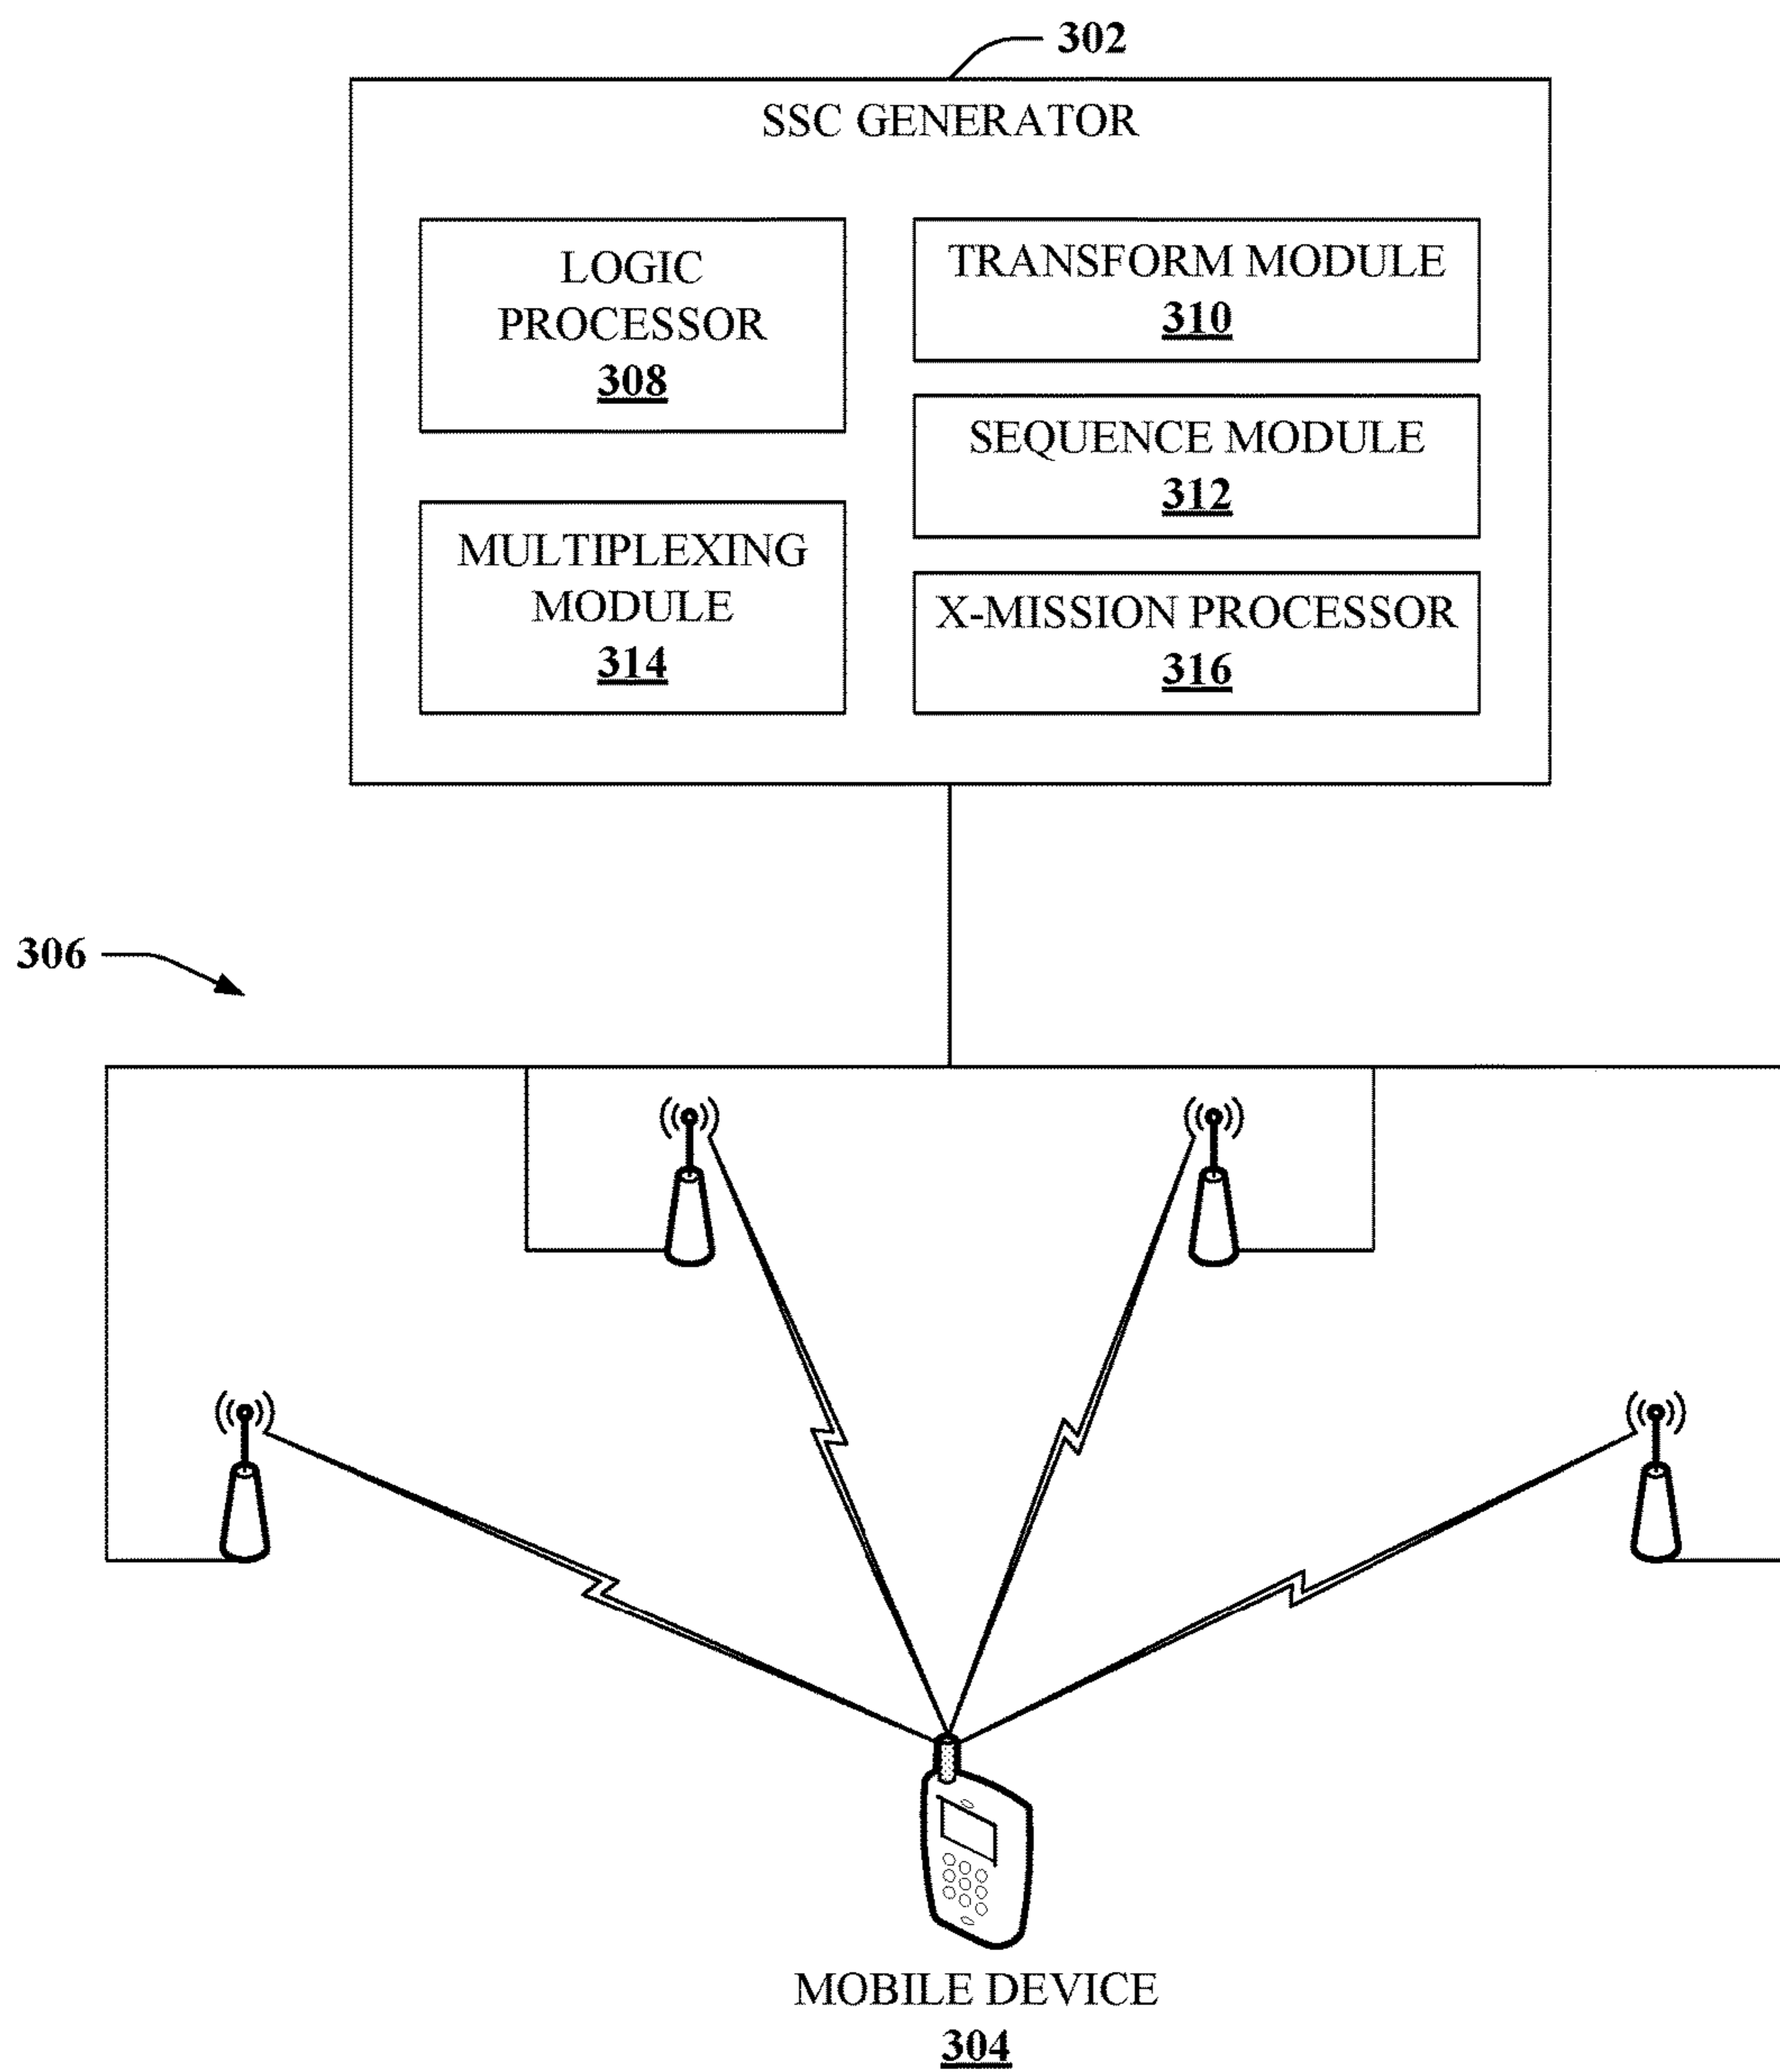 302
SSC GENERATOR
LOGIC
PROCESSOR
308
TRANSFORM MODULE
310
SEQUENCE MODULE
312
MULTIPLEXING
MODULE
314
X-MISSION PROCESSOR
316
306
MOBILE DEVICE
304